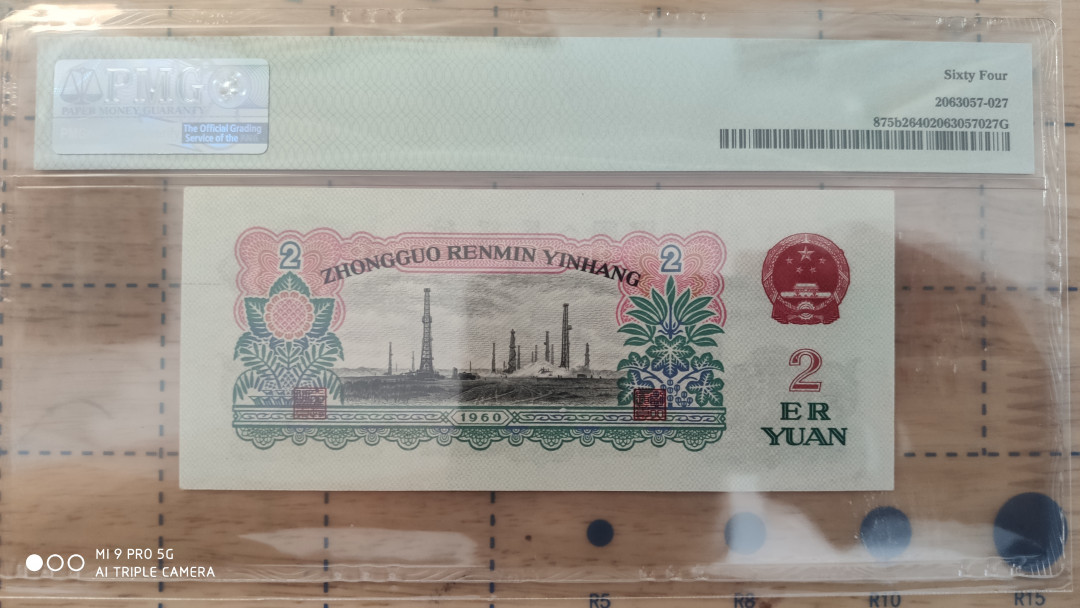 PMG
PAPER MONEY GUARANTY
The Official Grading
Service of the
Sixty Four
2063057-027
875b26402063057027G
2
2
ZHONGGUO RENMIN YINHANG
1960
2
ER
YUAN
MI 9 PRO 5G
AI TRIPLE CAMERA
R5
R8
R10
R15